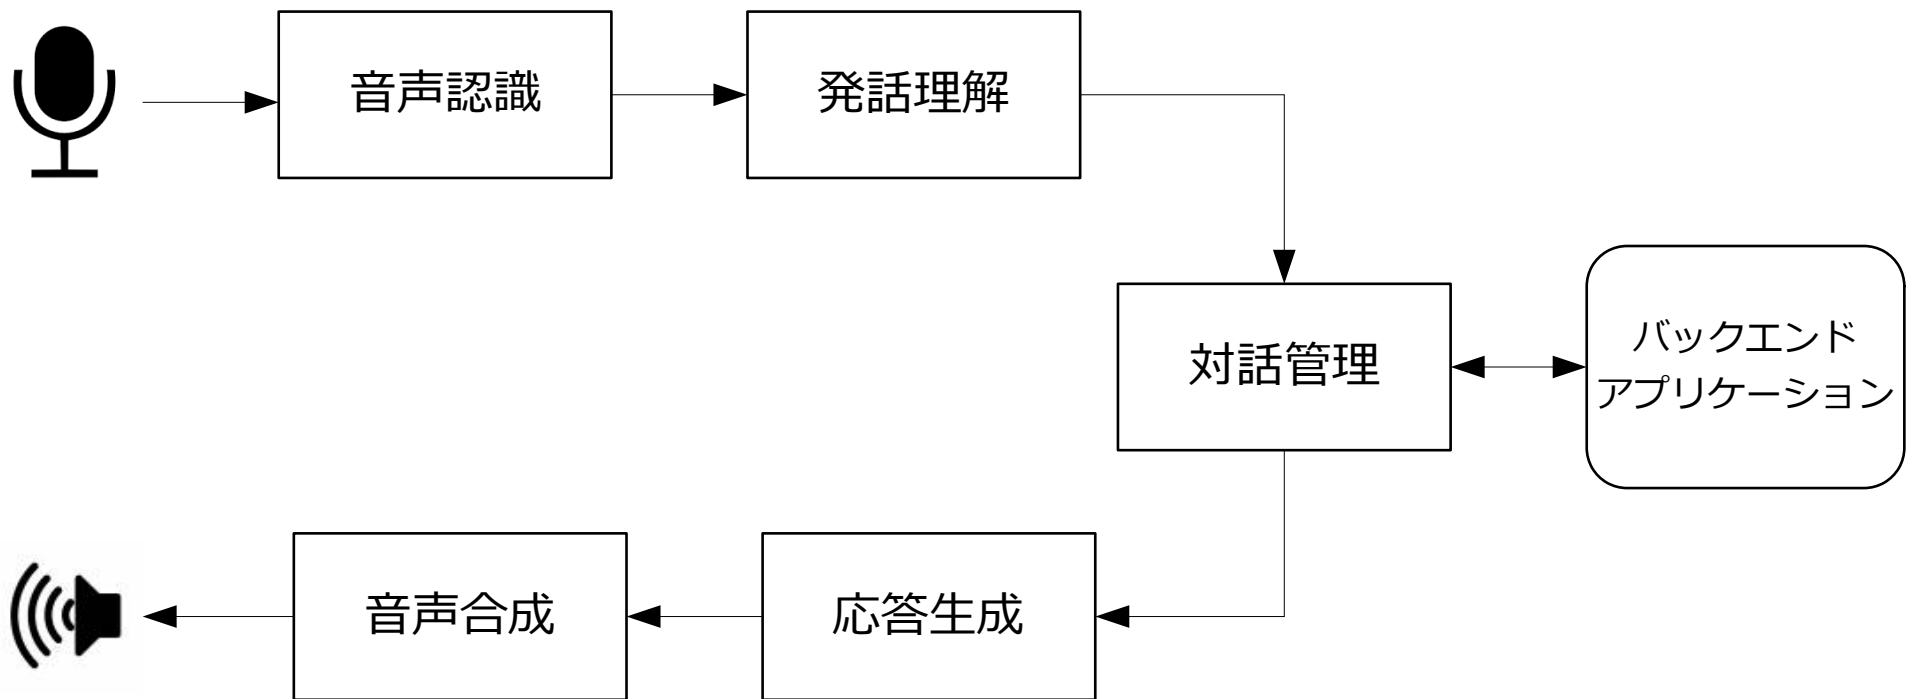 音声認識
発話理解
対話管理
バックエンド
アプリケーション
音声合成
応答生成